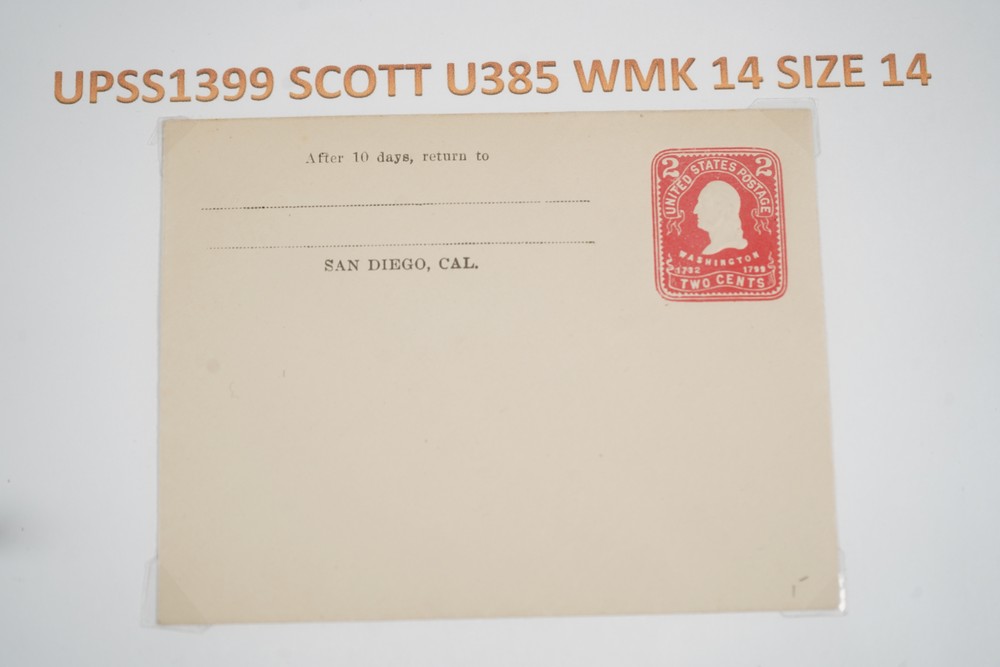 UPSS1399 SCOTT U385 WMK 14 SIZE 14
After 10 days, return to
SAN DIEGO, CAL.
2 2
UNITED STATES POSTAGE
WASHINGTON
1732 1799
TWO CENTS